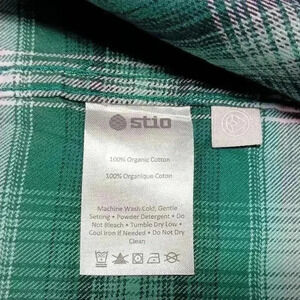 stio
100% Organic Cotton
100% Organique Coton
Machine Wash Cold, Gentle
Setting • Powder Detergent • Do
Not Bleach • Tumble Dry Low •
Cool Iron If Needed • Do Not Dry
Clean